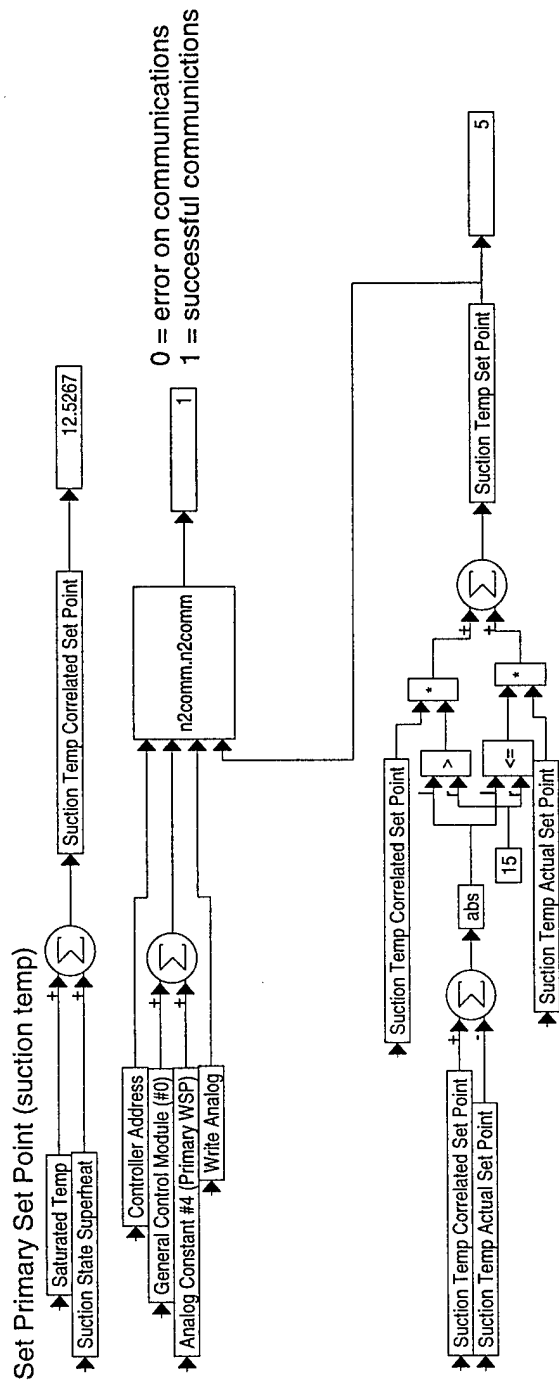 Set Primary Set Point (suction temp)
Saturated Temp
Suction State Superheat
+
+
Σ
Suction Temp Correlated Set Point
12.5267
Controller Address
General Control Module (#0)
Analog Constant #4 (Primary WSP)
Write Analog
+
+
Σ
n2comm.n2comm
1
0 = error on communications
1 = successful communictions
Suction Temp Correlated Set Point
Suction Temp Actual Set Point
+
-
Σ
abs
15
Suction Temp Correlated Set Point
l
r
>
l
r
<=
Suction Temp Actual Set Point
*
*
+
+
Σ
Suction Temp Set Point
5